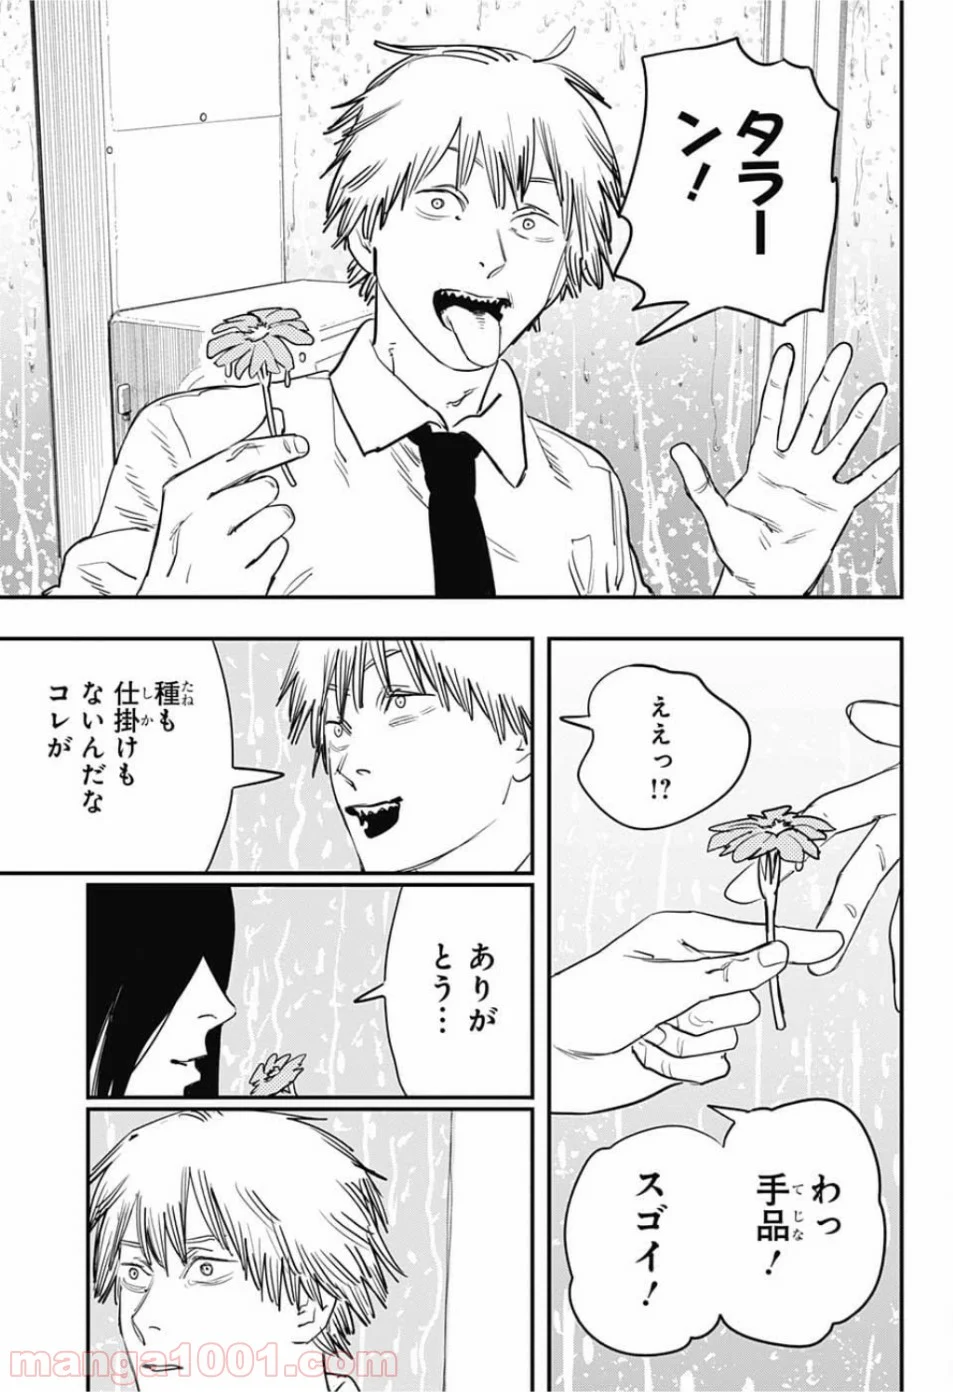 タラー
ン！
ええっ
!?
わっ
手品！
スゴイ！
種も
仕掛けも
ないんだな
コレが
ありが
とう…
manga1001.com